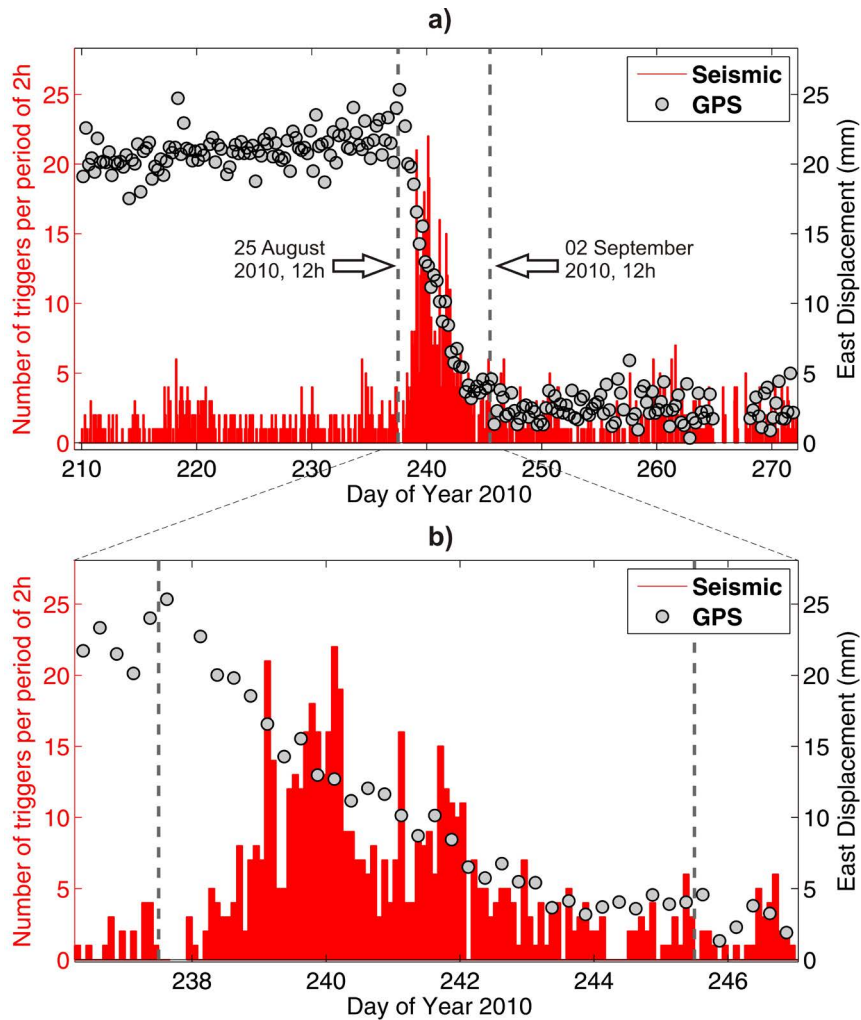 a)
Number of triggers per period of 2h
25
20
15
10
5
0
Seismic
GPS
25 August
2010, 12h
02 September
2010, 12h
25
20
15
10
5
0
East Displacement (mm)
210 220 230 240 250 260 270
Day of Year 2010
b)
Number of triggers per period of 2h
25
20
15
10
5
0
Seismic
GPS
25
20
15
10
5
0
East Displacement (mm)
238 240 242 244 246
Day of Year 2010